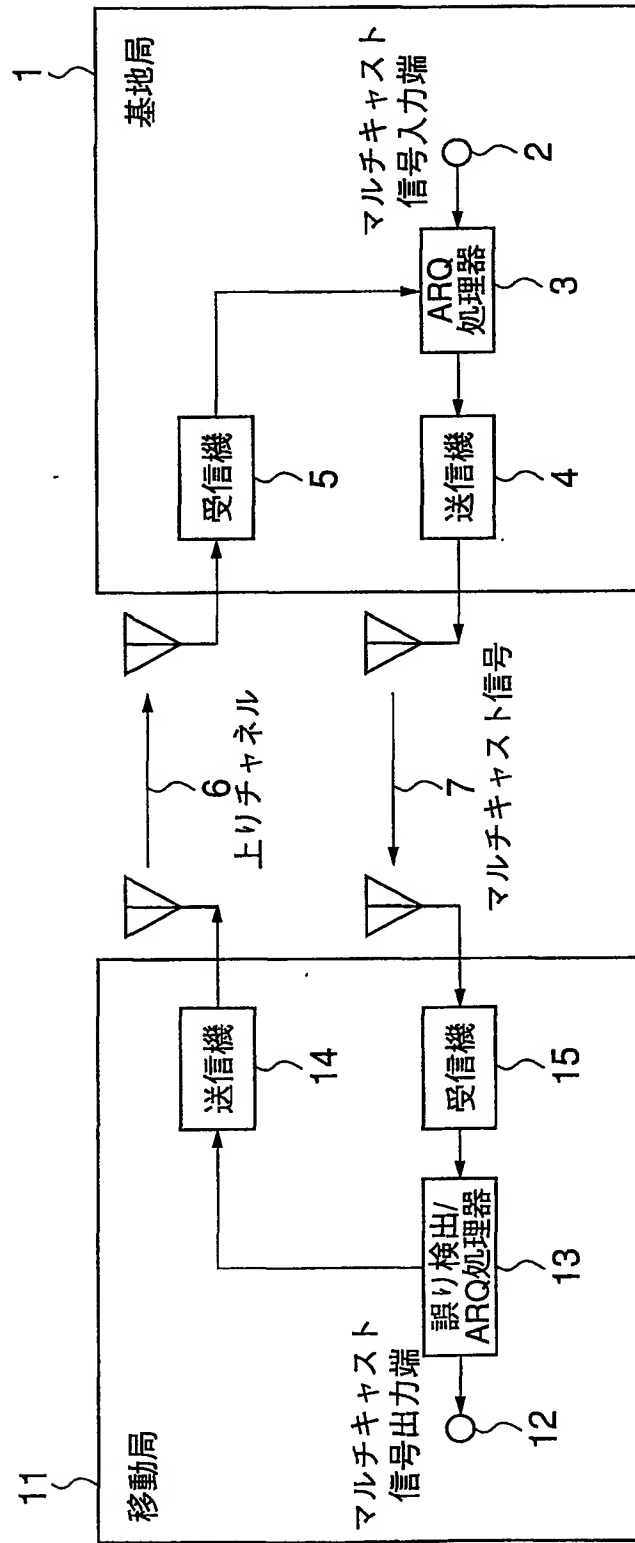 11
移動局
マルチキャスト
信号出力端
12
誤り検出/
ARQ処理器
13
送信機
14
受信機
15
6
上りチャネル
7
マルチキャスト信号
1
基地局
受信機
5
送信機
4
ARQ
処理器
3
マルチキャスト
信号入力端
2